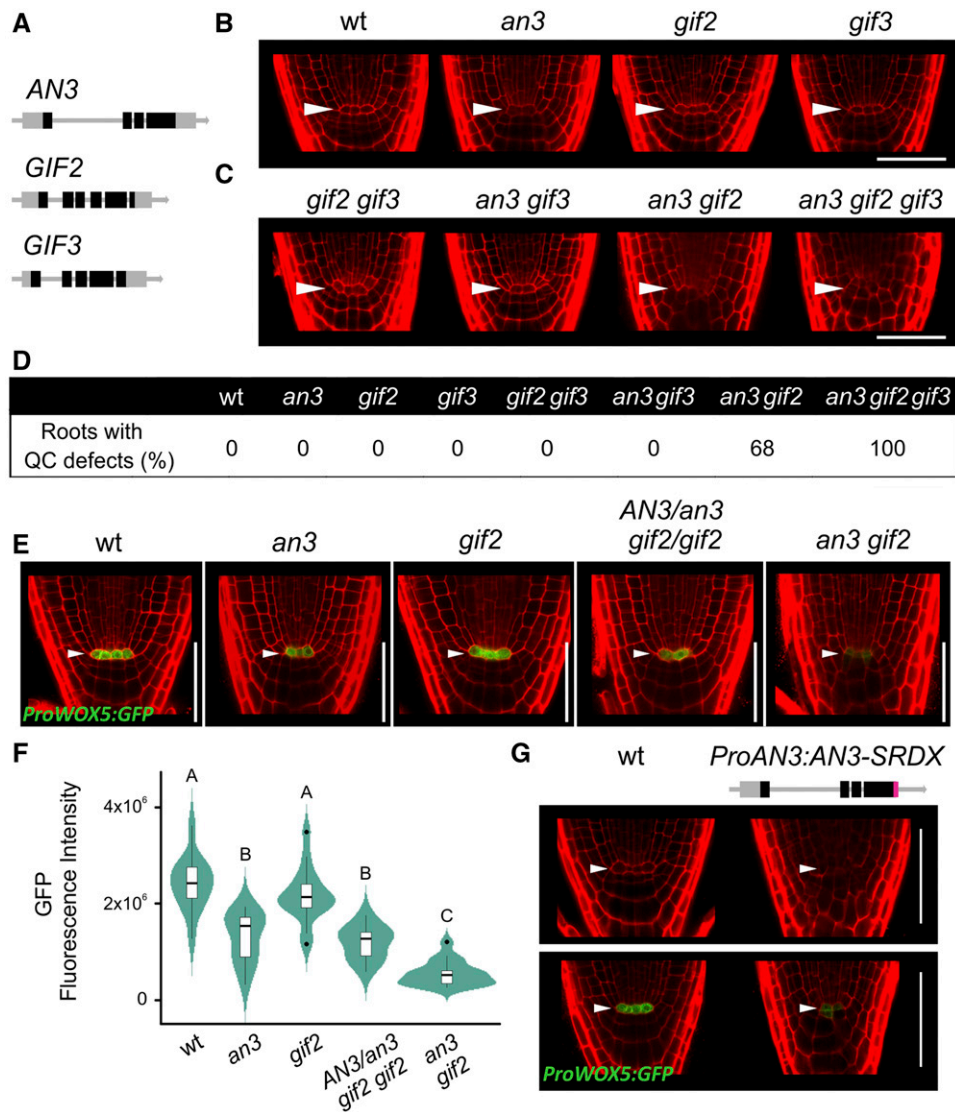 A
AN3
GIF2
GIF3
B
wt an3 gif2 gif3
C
gif2 gif3 an3 gif3 an3 gif2 an3 gif2 gif3
D
wt an3 gif2 gif3 gif2 gif3 an3 gif3 an3 gif2 an3 gif2 gif3
Roots with
QC defects (%) 0 0 0 0 0 0 68 100
E
wt an3 gif2 AN3/an3
gif2/gif2 an3 gif2
ProWOX5:GFP
F
GFP
Fluorescence Intensity
4x10⁶
2x10⁶
0
A B A B C
wt an3 gif2 AN3/an3
gif2 gif2 an3
gif2
G
wt ProAN3:AN3-SRDX
ProWOX5:GFP